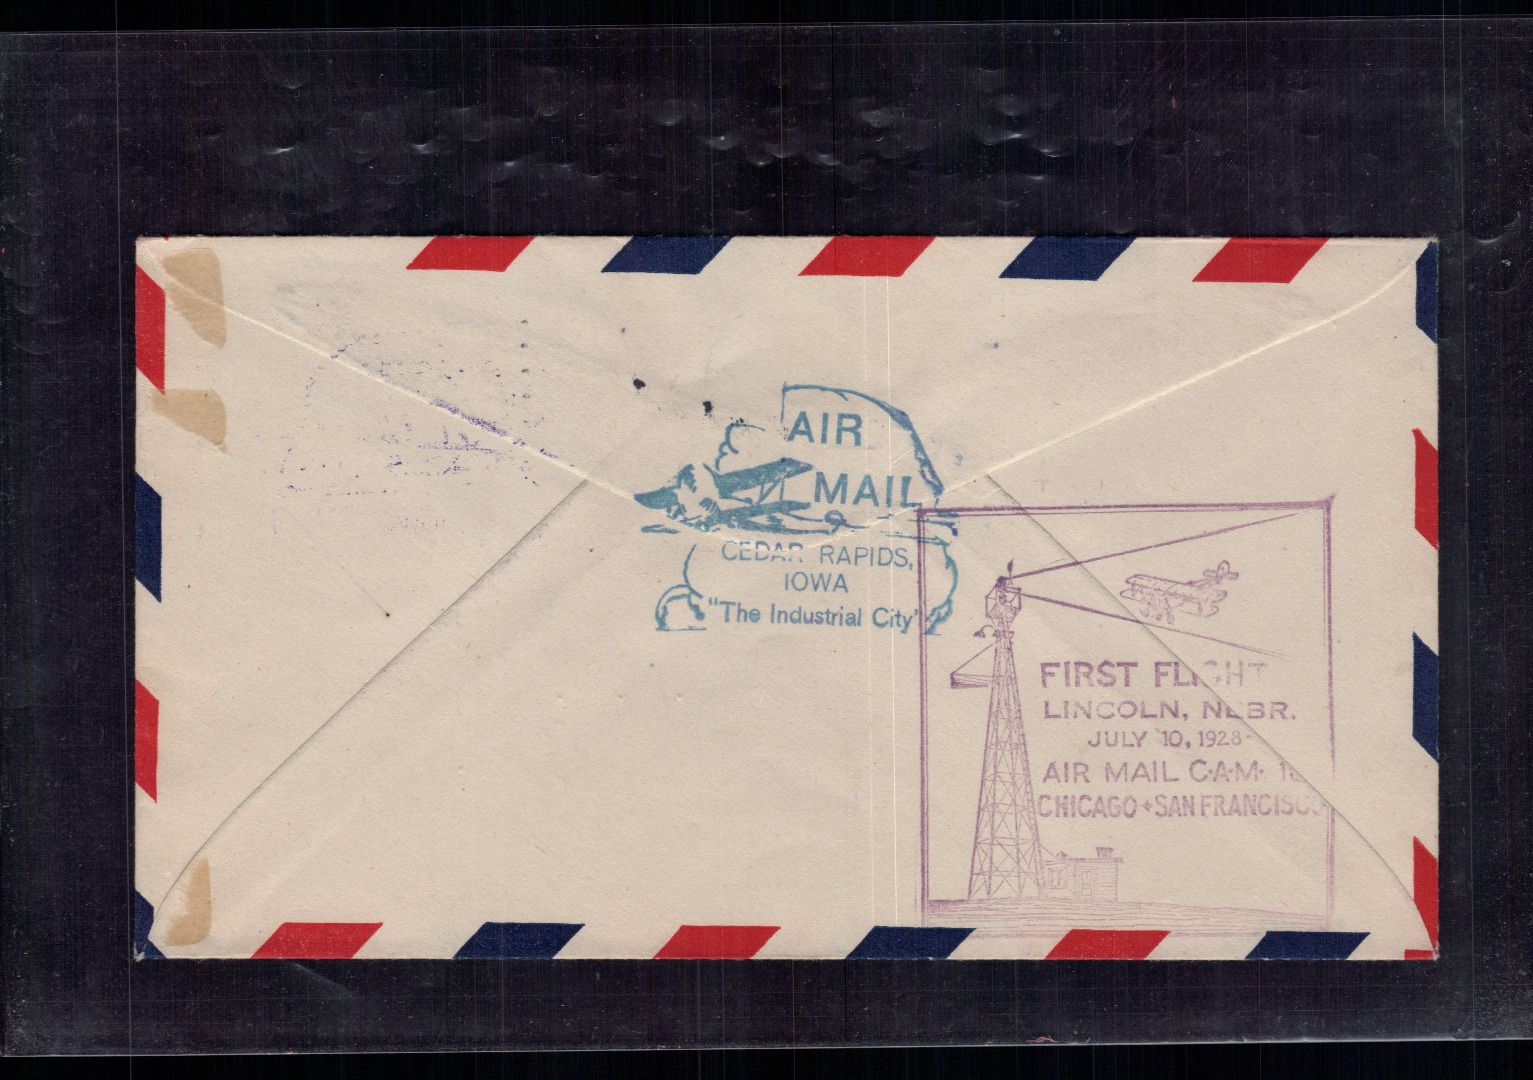 AIR
MAIL
CEDAR RAPIDS,
IOWA
"The Industrial City"
FIRST FLIGHT
LINCOLN, NEBR.
JULY 10, 1928
AIR MAIL C·A·M·
CHICAGO + SAN FRANCISCO